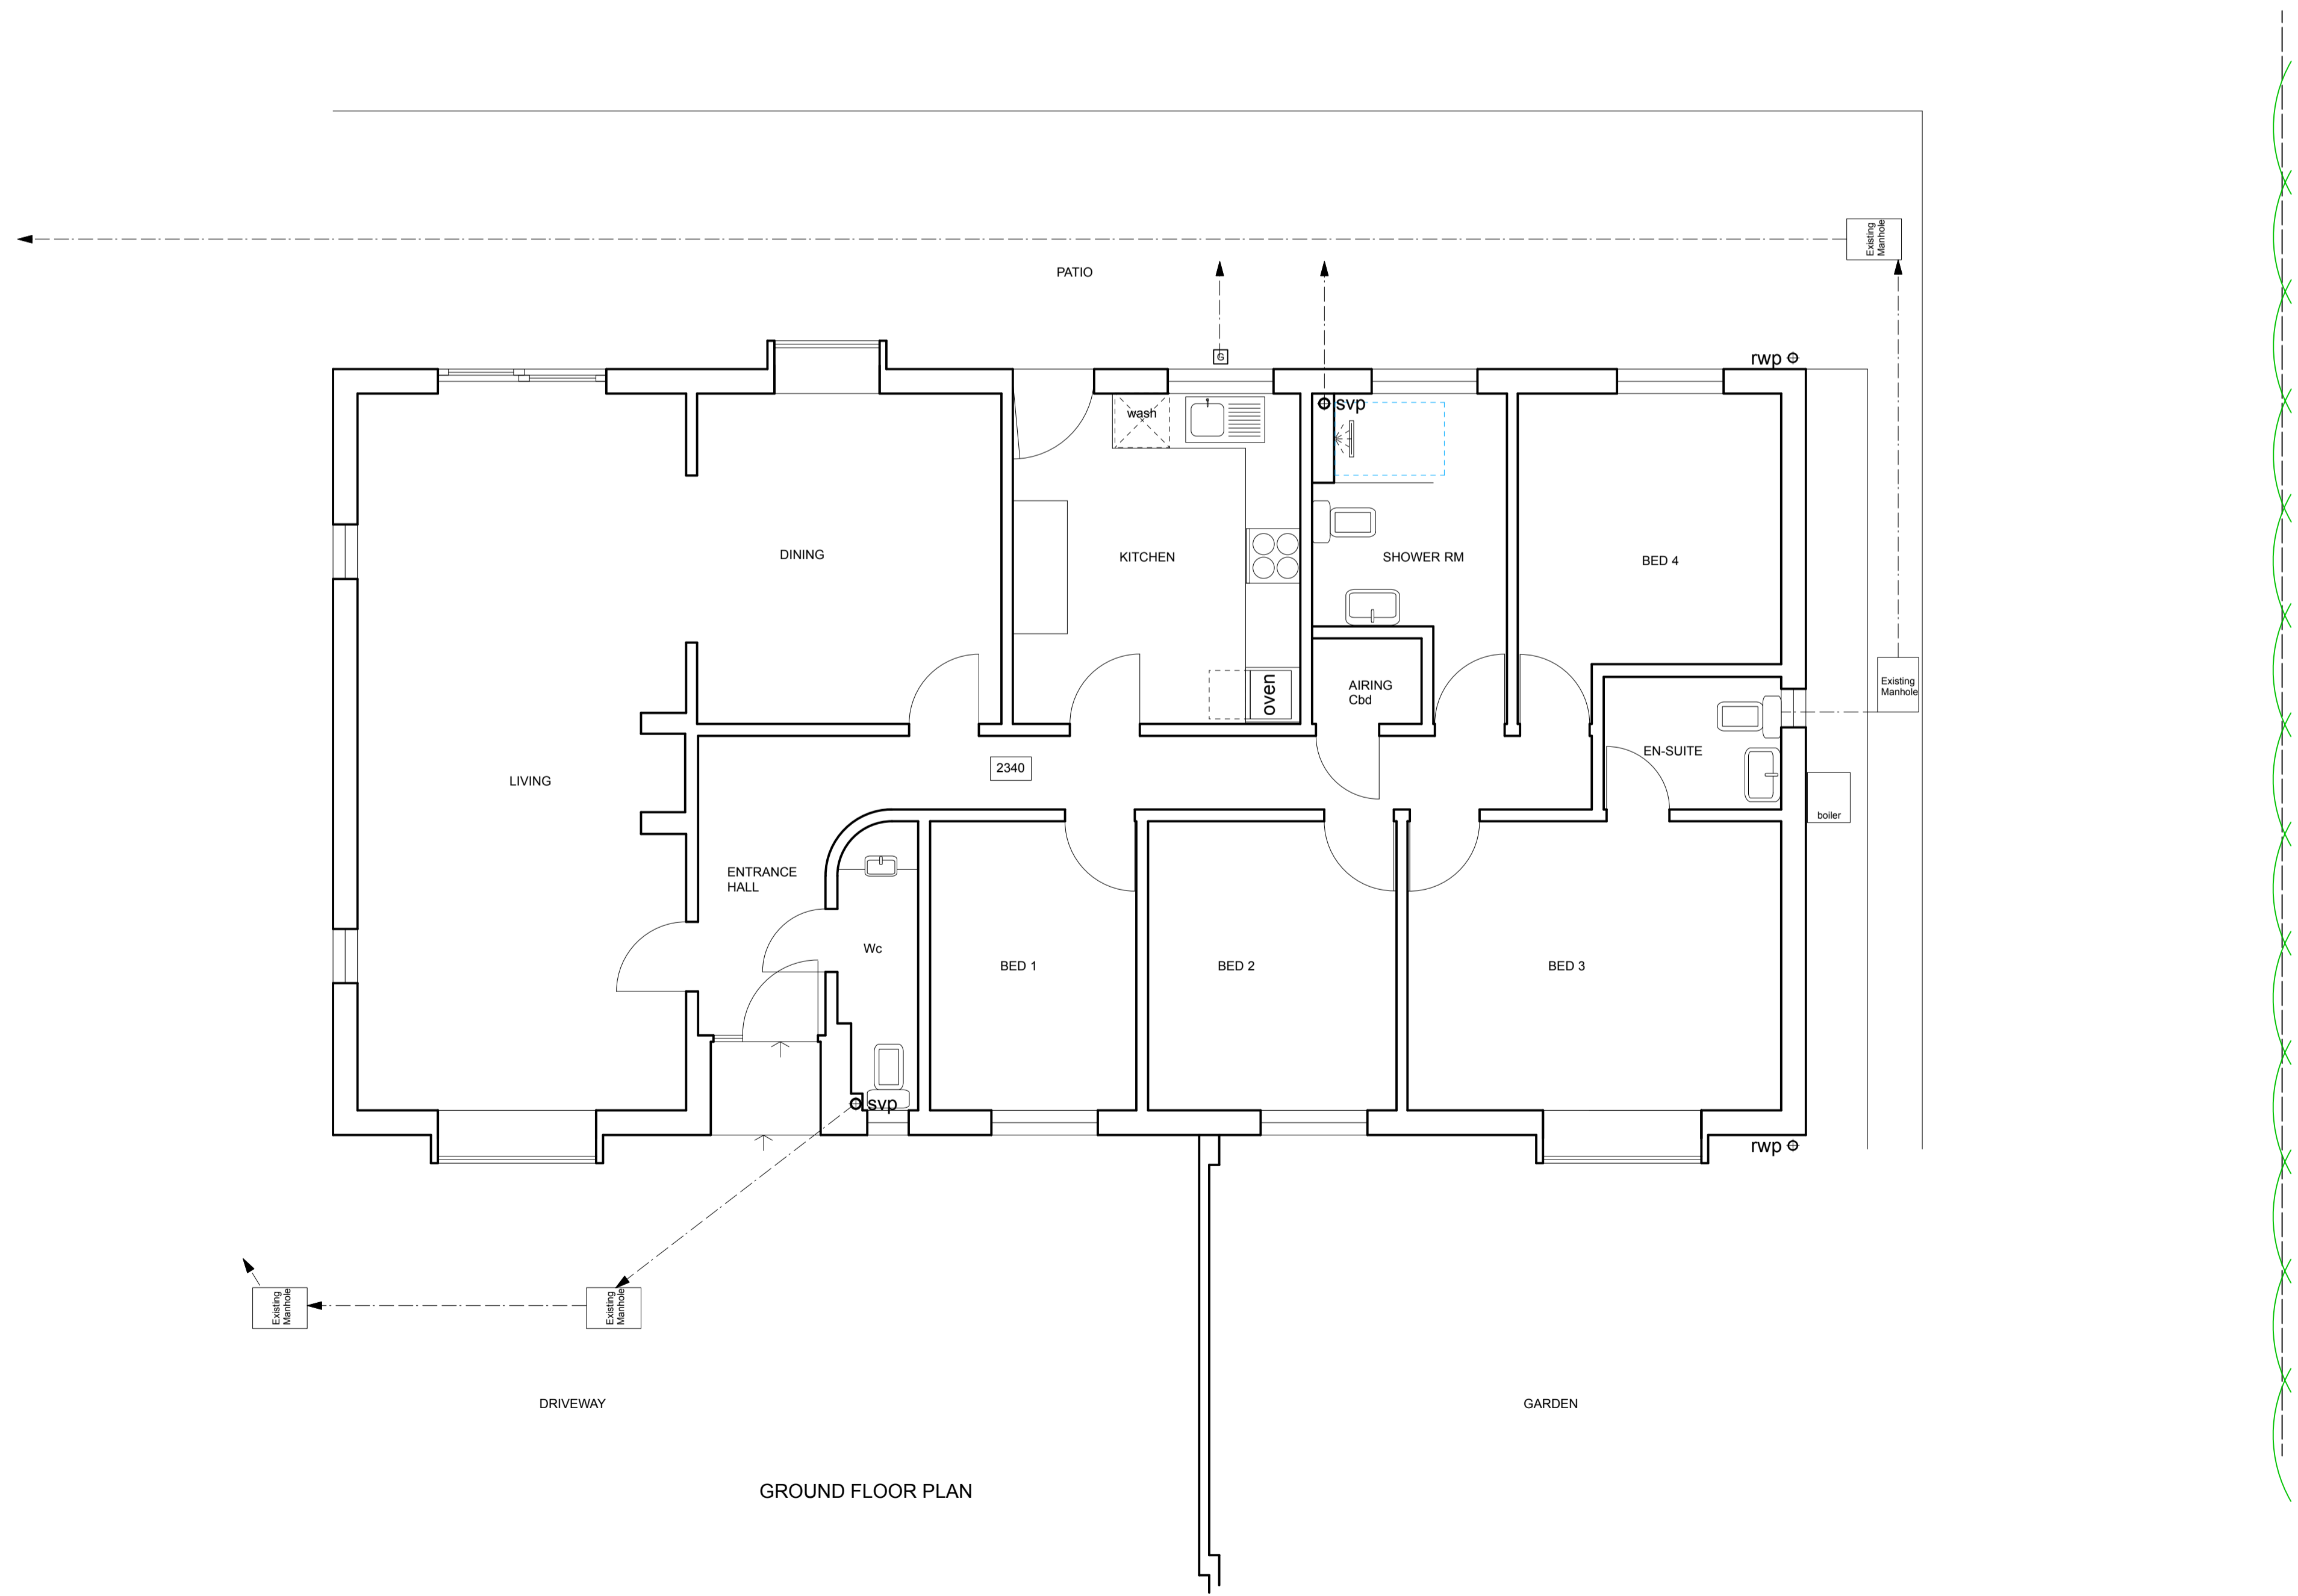 Existing
Manhole
PATIO
G
rwp
wash
svp
DINING
KITCHEN
SHOWER RM
BED 4
oven
AIRING
Cbd
Existing
Manhole
EN-SUITE
2340
LIVING
boiler
ENTRANCE
HALL
Wc
BED 1
BED 2
BED 3
svp
rwp
Existing
Manhole
Existing
Manhole
DRIVEWAY
GARDEN
GROUND FLOOR PLAN